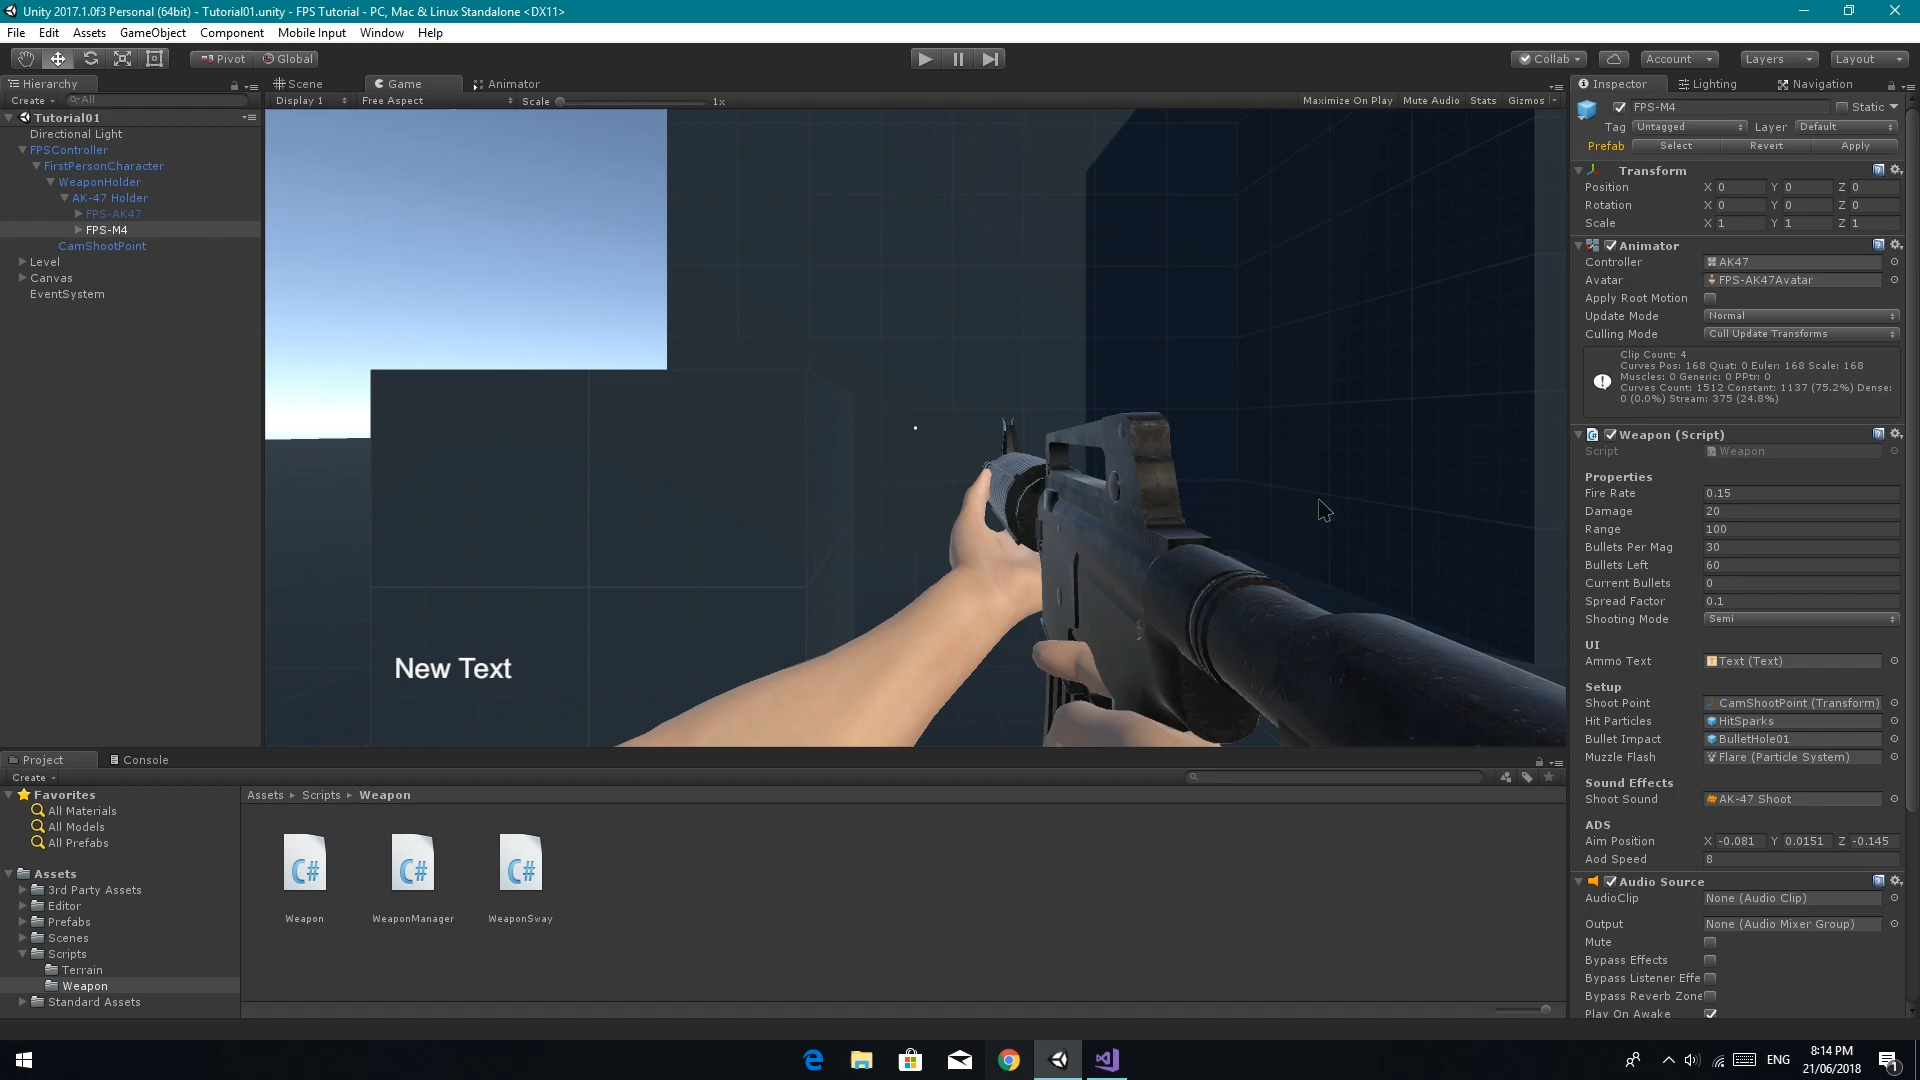 Unity 2017.1.0f3 Personal (64bit) - Tutorial01.unity - FPS Tutorial - PC, Mac & Linux Standalone <DX11>
File Edit Assets GameObject Component Mobile Input Window Help
Pivot Global Collab Account Layers Layout
Hierarchy
Create All
Tutorial01
Directional Light
FPSController
FirstPersonCharacter
WeaponHolder
AK-47 Holder
FPS-AK47
FPS-M4
CamShootPoint
Level
Canvas
EventSystem
Scene Game Animator
Display 1 Free Aspect Scale 1x Maximize On Play Mute Audio Stats Gizmos
New Text
Inspector Lighting Navigation
FPS-M4 Static
Tag Untagged Layer Default
Prefab Select Revert Apply
Transform
Position X 0 Y 0 Z 0
Rotation X 0 Y 0 Z 0
Scale X 1 Y 1 Z 1
Animator
Controller AK47
Avatar FPS-AK47Avatar
Apply Root Motion
Update Mode Normal
Culling Mode Cull Update Transforms
Clip Count: 4
Curves Pos: 168 Quat: 0 Euler: 168 Scale: 168
Muscles: 0 Generic: 0 PPtr: 0
Curves Count: 1512 Constant: 1137 (75.2%) Dense:
0 (0.0%) Stream: 375 (24.8%)
Weapon (Script)
Script Weapon
Properties
Fire Rate 0.15
Damage 20
Range 100
Bullets Per Mag 30
Bullets Left 60
Current Bullets 0
Spread Factor 0.1
Shooting Mode Semi
UI
Ammo Text Text (Text)
Setup
Shoot Point CamShootPoint (Transform)
Hit Particles HitSparks
Bullet Impact BulletHole01
Muzzle Flash Flare (Particle System)
Sound Effects
Shoot Sound AK-47 Shoot
ADS
Aim Position X -0.081 Y 0.0151 Z -0.145
Aod Speed 8
Audio Source
AudioClip None (Audio Clip)
Output None (Audio Mixer Group)
Mute
Bypass Effects
Bypass Listener Effe
Bypass Reverb Zone
Play On Awake
Project Console
Create
Favorites
All Materials
All Models
All Prefabs
Assets
3rd Party Assets
Editor
Prefabs
Scenes
Scripts
Terrain
Weapon
Standard Assets
Assets Scripts Weapon
C# C# C#
Weapon WeaponManager WeaponSway
ENG
8:14 PM
21/06/2018
1